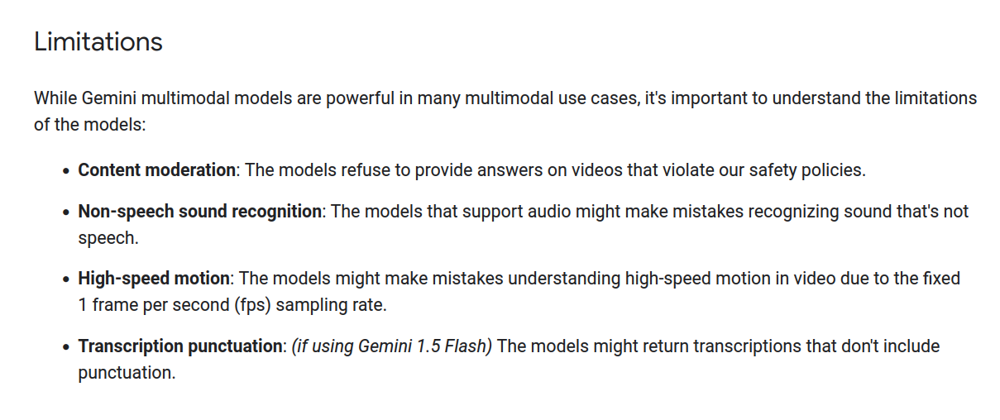 Limitations
While Gemini multimodal models are powerful in many multimodal use cases, it's important to understand the limitations
of the models:
• Content moderation: The models refuse to provide answers on videos that violate our safety policies.
• Non-speech sound recognition: The models that support audio might make mistakes recognizing sound that's not
speech.
• High-speed motion: The models might make mistakes understanding high-speed motion in video due to the fixed
1 frame per second (fps) sampling rate.
• Transcription punctuation: (if using Gemini 1.5 Flash) The models might return transcriptions that don't include
punctuation.